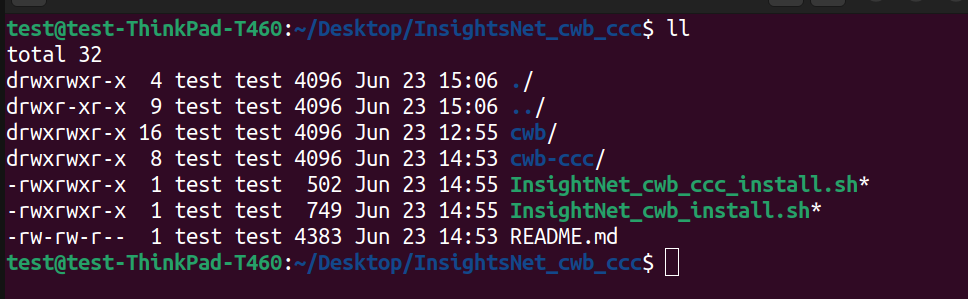 test@test-ThinkPad-T460:~/Desktop/InsightsNet_cwb_ccc$ ll
total 32
drwxrwxr-x  4 test test 4096 Jun 23 15:06 ./
drwxr-xr-x  9 test test 4096 Jun 23 15:06 ../
drwxrwxr-x 16 test test 4096 Jun 23 12:55 cwb/
drwxrwxr-x  8 test test 4096 Jun 23 14:53 cwb-ccc/
-rwxrwxr-x  1 test test  502 Jun 23 14:55 InsightNet_cwb_ccc_install.sh*
-rwxrwxr-x  1 test test  749 Jun 23 14:55 InsightNet_cwb_install.sh*
-rw-rw-r--  1 test test 4383 Jun 23 14:53 README.md
test@test-ThinkPad-T460:~/Desktop/InsightsNet_cwb_ccc$